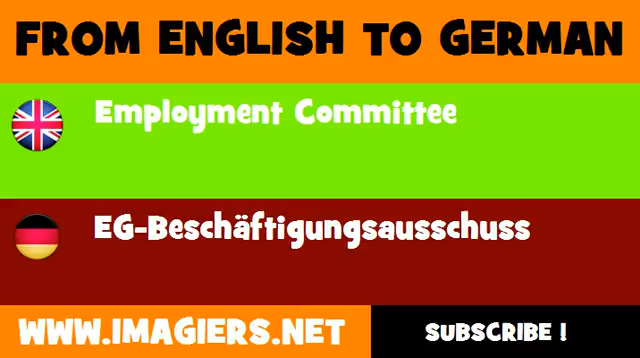 FROM ENGLISH TO GERMAN
Employment Committee
EG-Beschäftigungsausschuss
WWW.IMAGIERS.NET
SUBSCRIBE !